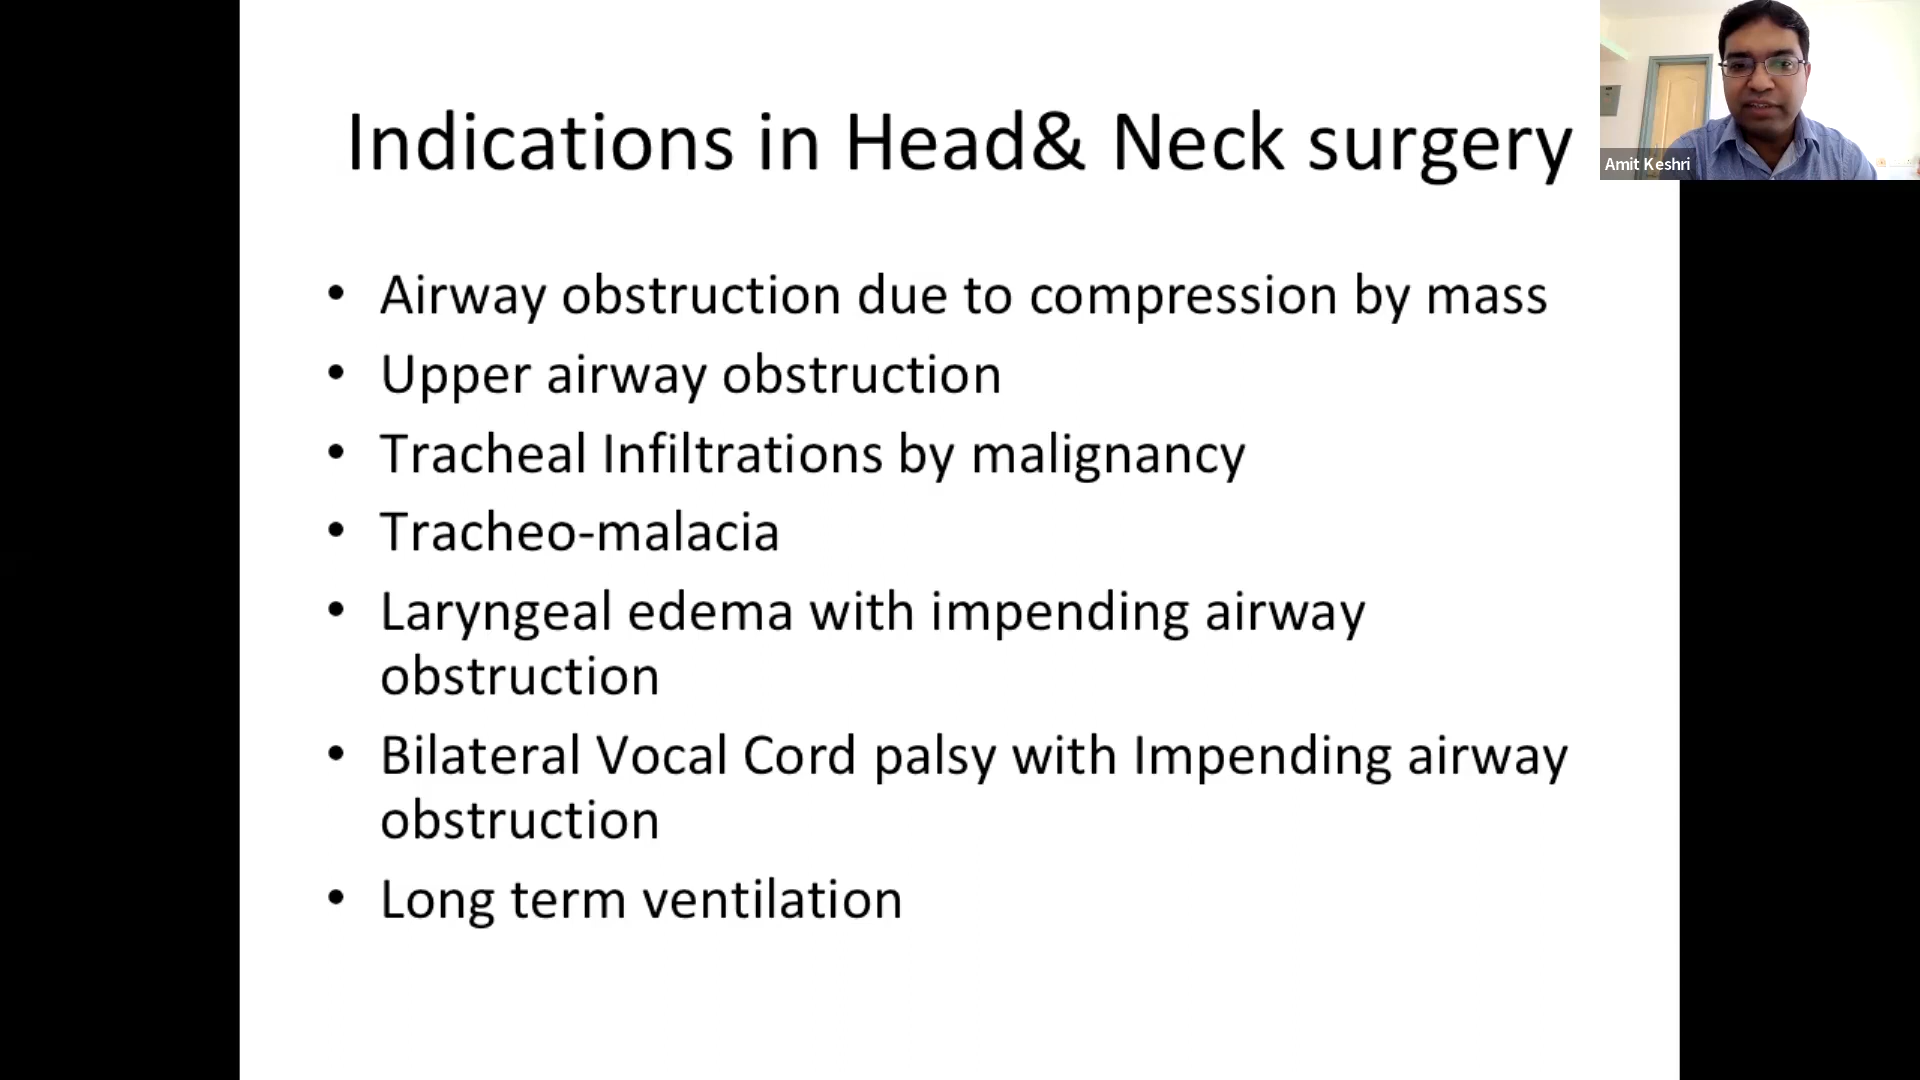 Indications in Head& Neck surgery
Amit Keshri
• Airway obstruction due to compression by mass
• Upper airway obstruction
• Tracheal Infiltrations by malignancy
• Tracheo-malacia
• Laryngeal edema with impending airway
obstruction
• Bilateral Vocal Cord palsy with Impending airway
obstruction
• Long term ventilation